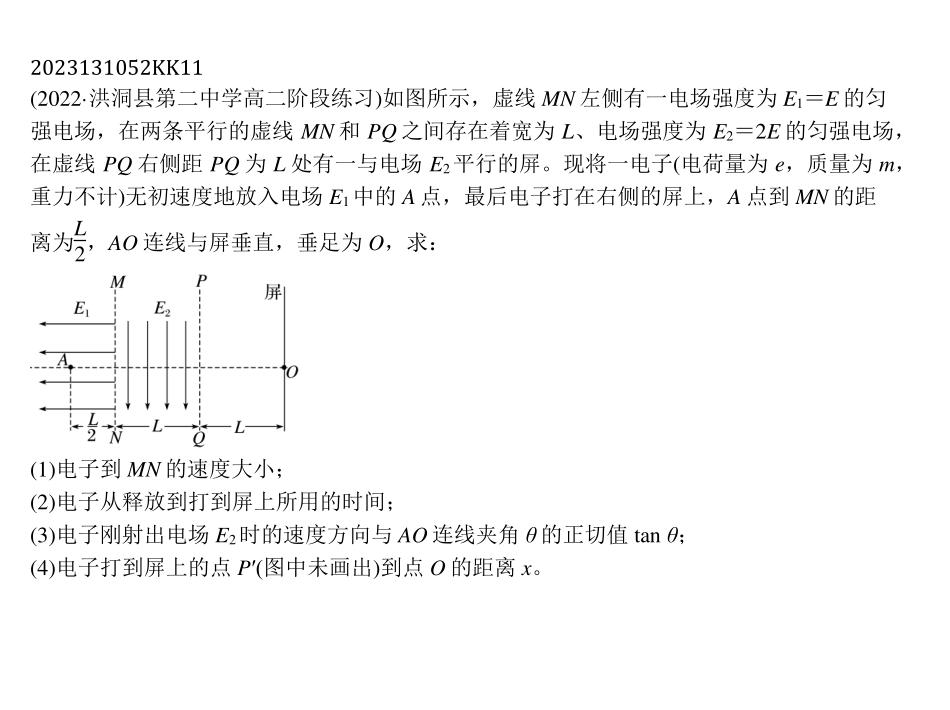 2023131052KK11
(2022·洪洞县第二中学高二阶段练习)如图所示，虚线 MN 左侧有一电场强度为 E₁＝E 的匀
强电场，在两条平行的虚线 MN 和 PQ 之间存在着宽为 L、电场强度为 E₂＝2E 的匀强电场，
在虚线 PQ 右侧距 PQ 为 L 处有一与电场 E₂ 平行的屏。现将一电子(电荷量为 e，质量为 m，
重力不计)无初速度地放入电场 E₁ 中的 A 点，最后电子打在右侧的屏上，A 点到 MN 的距
离为L/2，AO 连线与屏垂直，垂足为 O，求：
M P 屏
E₁ E₂
A O
L/2 N L Q L
(1)电子到 MN 的速度大小；
(2)电子从释放到打到屏上所用的时间；
(3)电子刚射出电场 E₂ 时的速度方向与 AO 连线夹角 θ 的正切值 tan θ；
(4)电子打到屏上的点 P′(图中未画出)到点 O 的距离 x。